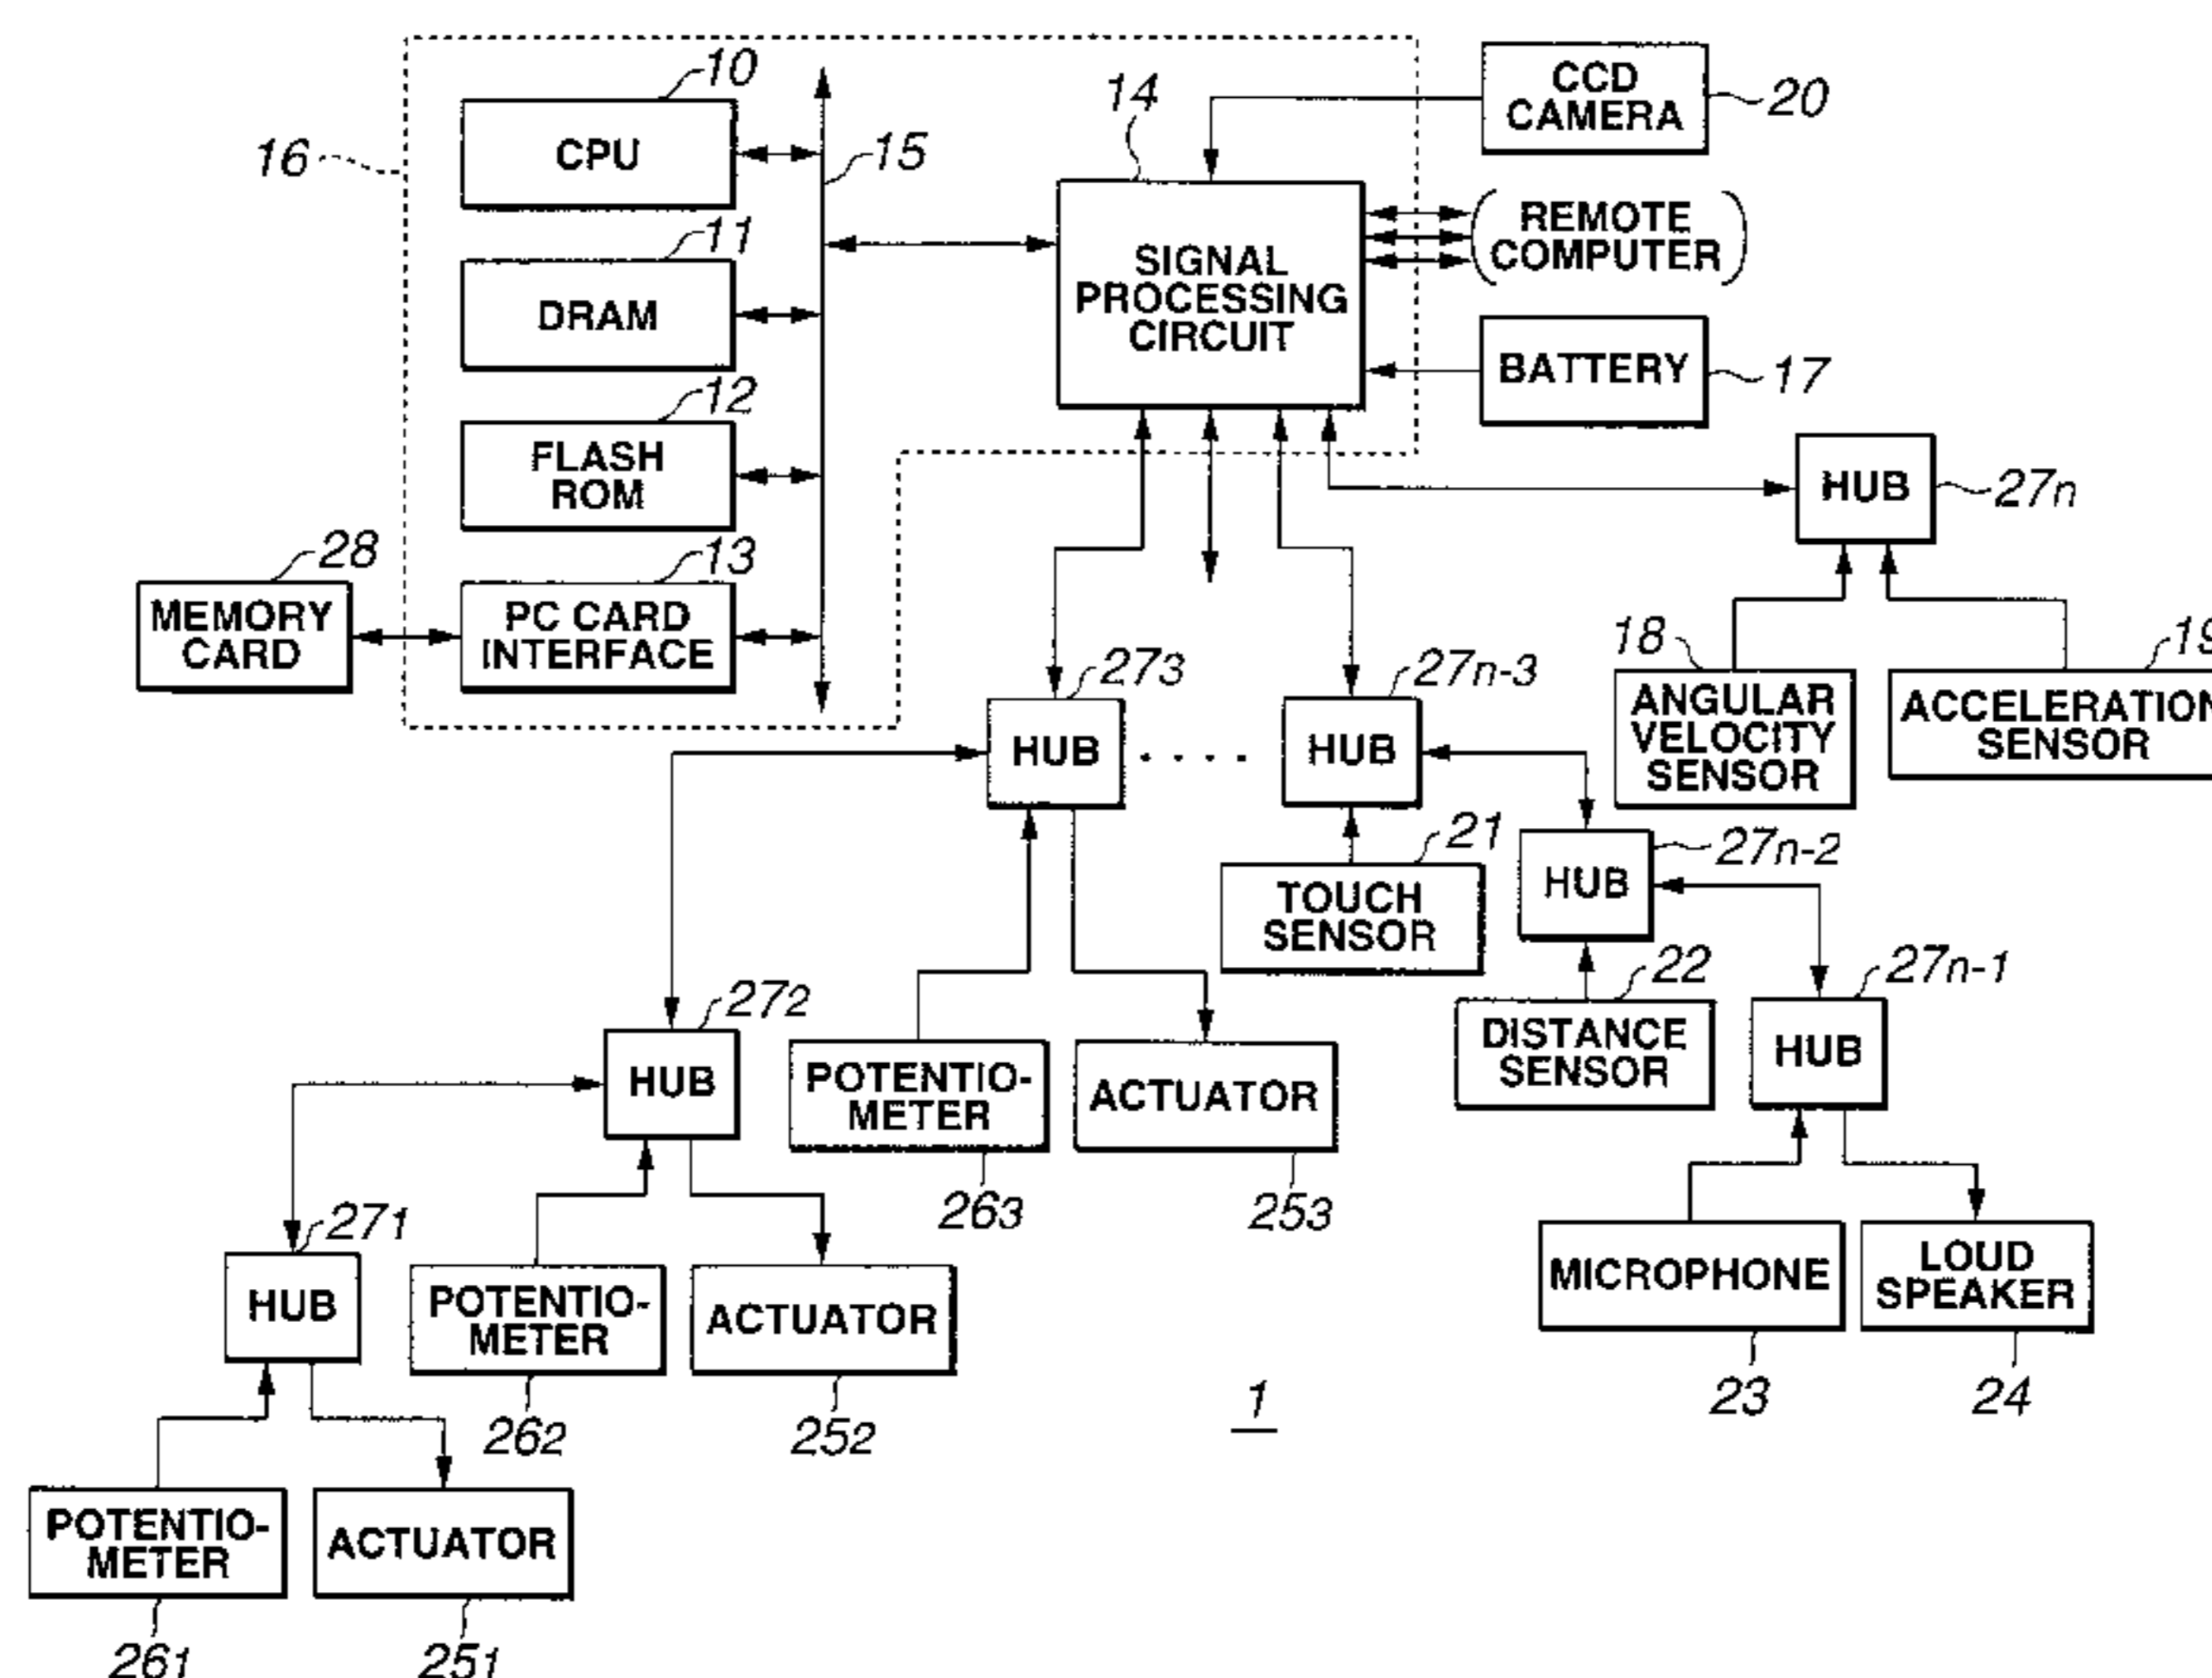 10
CPU
16
15
14
CCD
CAMERA
20
11
DRAM
SIGNAL
PROCESSING
CIRCUIT
REMOTE
COMPUTER
12
FLASH
ROM
BATTERY
17
HUB
27n
28
MEMORY
CARD
13
PC CARD
INTERFACE
273
HUB
. . . .
27n-3
HUB
18
ANGULAR
VELOCITY
SENSOR
19
ACCELERATION
SENSOR
21
TOUCH
SENSOR
27n-2
HUB
22
DISTANCE
SENSOR
27n-1
HUB
272
HUB
POTENTIO-
METER
263
ACTUATOR
253
271
HUB
POTENTIO-
METER
262
ACTUATOR
252
MICROPHONE
23
LOUD
SPEAKER
24
1
POTENTIO-
METER
261
ACTUATOR
251